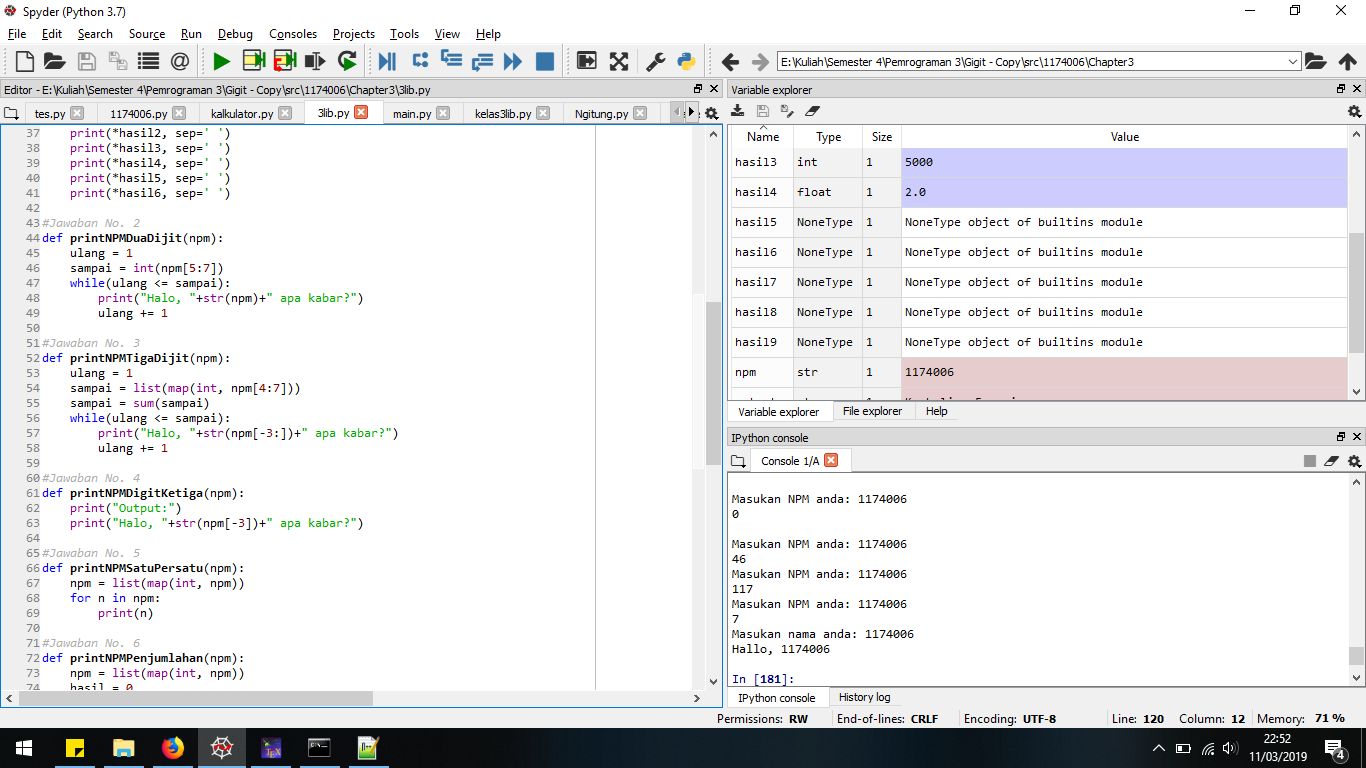 Spyder (Python 3.7)
File Edit Search Source Run Debug Consoles Projects Tools View Help
E:\Kuliah\Semester 4\Pemrograman 3\Gigit - Copy\src\1174006\Chapter3
Editor - E:\Kuliah\Semester 4\Pemrograman 3\Gigit - Copy\src\1174006\Chapter3\3lib.py
tes.py 1174006.py kalkulator.py 3lib.py main.py kelas3lib.py Ngitung.py
37     print(*hasil2, sep=' ')
38     print(*hasil3, sep=' ')
39     print(*hasil4, sep=' ')
40     print(*hasil5, sep=' ')
41     print(*hasil6, sep=' ')
42
43 #Jawaban No. 2
44 def printNPMDuaDijit(npm):
45     ulang = 1
46     sampai = int(npm[5:7])
47     while(ulang <= sampai):
48         print("Halo, "+str(npm)+" apa kabar?")
49         ulang += 1
50
51 #Jawaban No. 3
52 def printNPMTigaDijit(npm):
53     ulang = 1
54     sampai = list(map(int, npm[4:7]))
55     sampai = sum(sampai)
56     while(ulang <= sampai):
57         print("Halo, "+str(npm[-3:])+" apa kabar?")
58         ulang += 1
59
60 #Jawaban No. 4
61 def printNPMDigitKetiga(npm):
62     print("Output:")
63     print("Halo, "+str(npm[-3])+" apa kabar?")
64
65 #Jawaban No. 5
66 def printNPMSatuPersatu(npm):
67     npm = list(map(int, npm))
68     for n in npm:
69         print(n)
70
71 #Jawaban No. 6
72 def printNPMPenjumlahan(npm):
73     npm = list(map(int, npm))
74     hasil = 0
Variable explorer
Name Type Size Value
hasil3 int 1 5000
hasil4 float 1 2.0
hasil5 NoneType 1 NoneType object of builtins module
hasil6 NoneType 1 NoneType object of builtins module
hasil7 NoneType 1 NoneType object of builtins module
hasil8 NoneType 1 NoneType object of builtins module
hasil9 NoneType 1 NoneType object of builtins module
npm str 1 1174006
Variable explorer File explorer Help
IPython console
Console 1/A
Masukan NPM anda: 1174006
0
Masukan NPM anda: 1174006
46
Masukan NPM anda: 1174006
117
Masukan NPM anda: 1174006
7
Masukan nama anda: 1174006
Hallo, 1174006
In [181]:
IPython console History log
Permissions: RW End-of-lines: CRLF Encoding: UTF-8 Line: 120 Column: 12 Memory: 71 %
22:52
11/03/2019
4